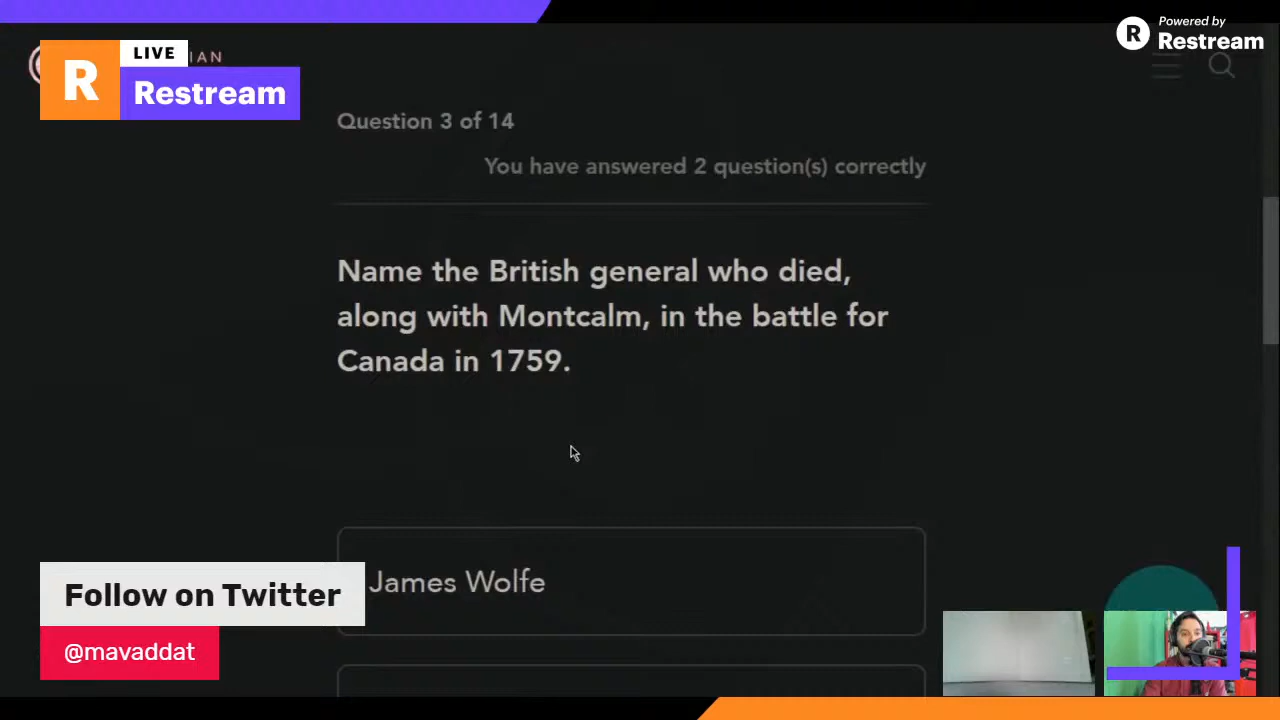 Powered by
R Restream
R
LIVE
IAN
Restream
Question 3 of 14
You have answered 2 question(s) correctly
Name the British general who died,
along with Montcalm, in the battle for
Canada in 1759.
James Wolfe
Follow on Twitter
@mavaddat